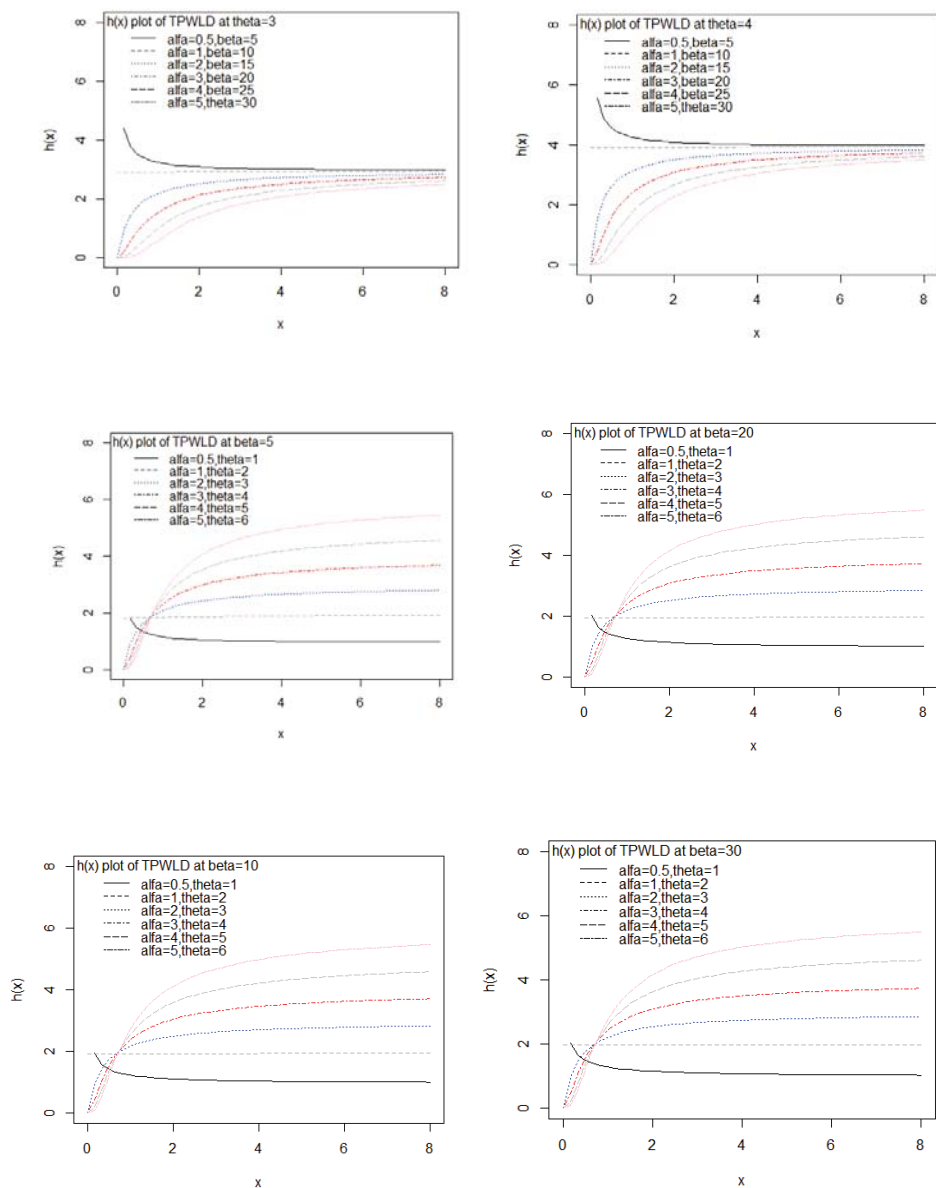 h(x) plot of TPWLD at theta=3
alfa=0.5,beta=5
alfa=1,beta=10
alfa=2,beta=15
alfa=3,beta=20
alfa=4,beta=25
alfa=5,theta=30
h(x)
0 2 4 6 8
0 2 4 6 8
x
h(x) plot of TPWLD at theta=4
alfa=0.5,beta=5
alfa=1,beta=10
alfa=2,beta=15
alfa=3,beta=20
alfa=4,beta=25
alfa=5,theta=30
h(x)
0 2 4 6 8
0 2 4 6 8
x
h(x) plot of TPWLD at beta=5
alfa=0.5,theta=1
alfa=1,theta=2
alfa=2,theta=3
alfa=3,theta=4
alfa=4,theta=5
alfa=5,theta=6
h(x)
0 2 4 6 8
0 2 4 6 8
x
h(x) plot of TPWLD at beta=20
alfa=0.5,theta=1
alfa=1,theta=2
alfa=2,theta=3
alfa=3,theta=4
alfa=4,theta=5
alfa=5,theta=6
h(x)
0 2 4 6 8
0 2 4 6 8
x
h(x) plot of TPWLD at beta=10
alfa=0.5,theta=1
alfa=1,theta=2
alfa=2,theta=3
alfa=3,theta=4
alfa=4,theta=5
alfa=5,theta=6
h(x)
0 2 4 6 8
0 2 4 6 8
x
h(x) plot of TPWLD at beta=30
alfa=0.5,theta=1
alfa=1,theta=2
alfa=2,theta=3
alfa=3,theta=4
alfa=4,theta=5
alfa=5,theta=6
h(x)
0 2 4 6 8
0 2 4 6 8
x